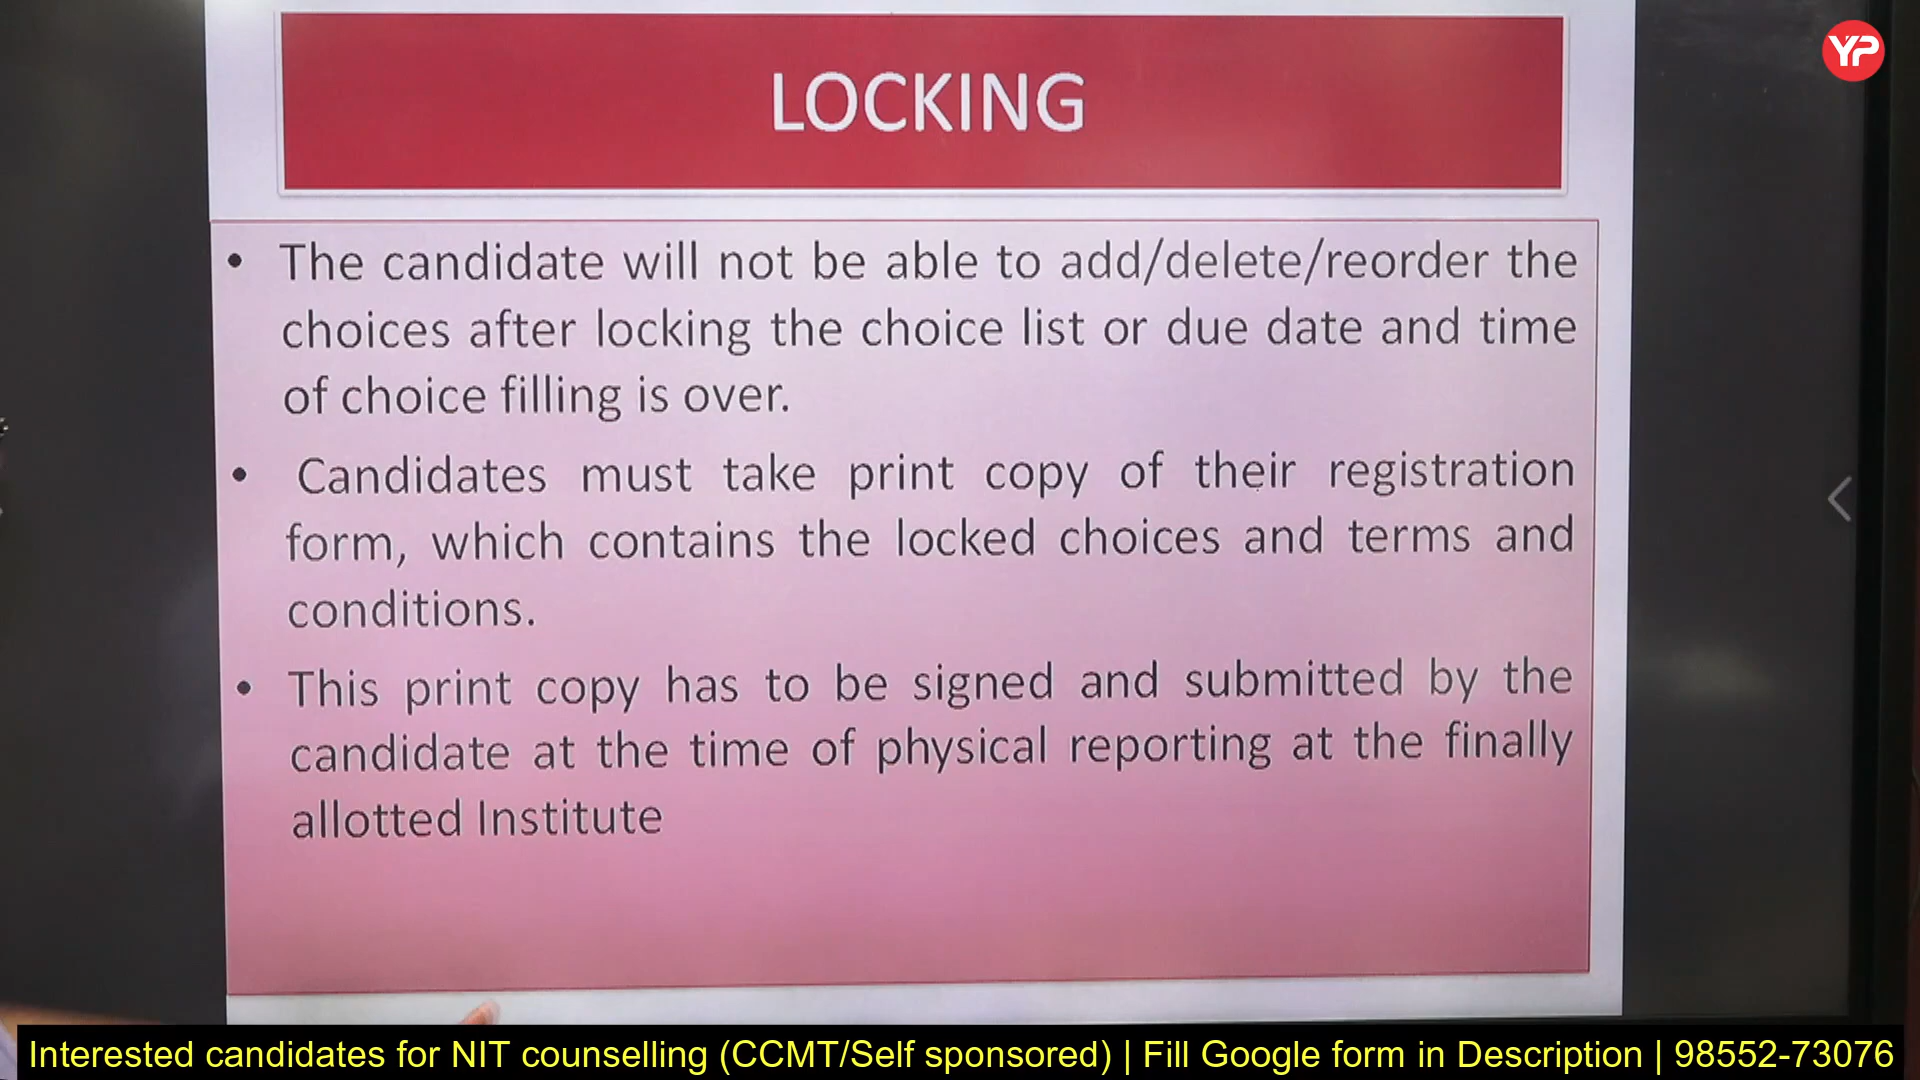 YP
LOCKING
• The candidate will not be able to add/delete/reorder the
choices after locking the choice list or due date and time
of choice filling is over.
• Candidates must take print copy of their registration
form, which contains the locked choices and terms and
conditions.
• This print copy has to be signed and submitted by the
candidate at the time of physical reporting at the finally
allotted Institute
Interested candidates for NIT counselling (CCMT/Self sponsored) | Fill Google form in Description | 98552-73076